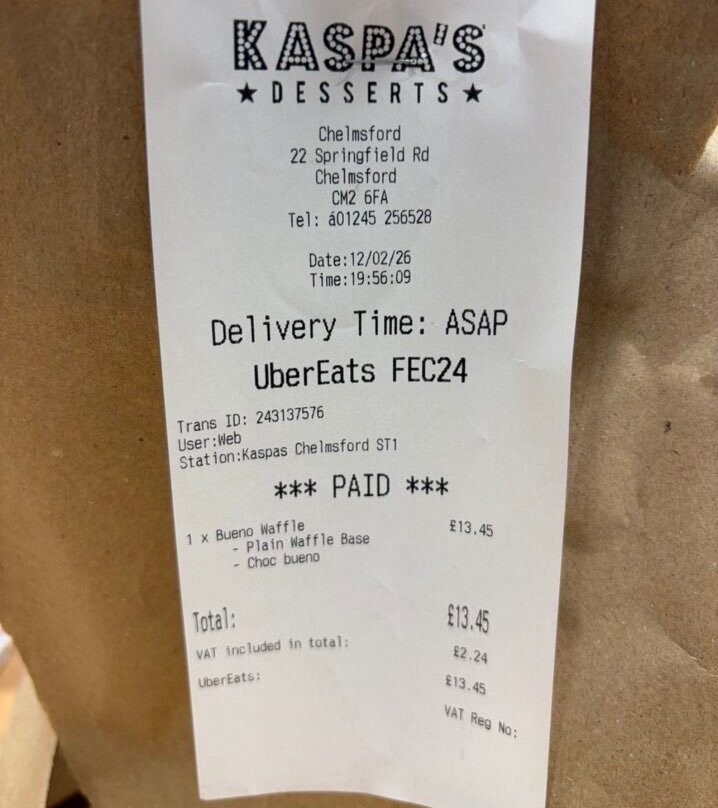 KASPA'S
★ DESSERTS ★
Chelmsford
22 Springfield Rd
Chelmsford
CM2 6FA
Tel: á01245 256528
Date:12/02/26
Time:19:56:09
Delivery Time: ASAP
UberEats FEC24
Trans ID: 243137576
User:Web
Station:Kaspas Chelmsford ST1
*** PAID ***
1 x Bueno Waffle £13.45
- Plain Waffle Base
- Choc bueno
Total: £13.45
VAT included in total: £2.24
UberEats: £13.45
VAT Reg No: